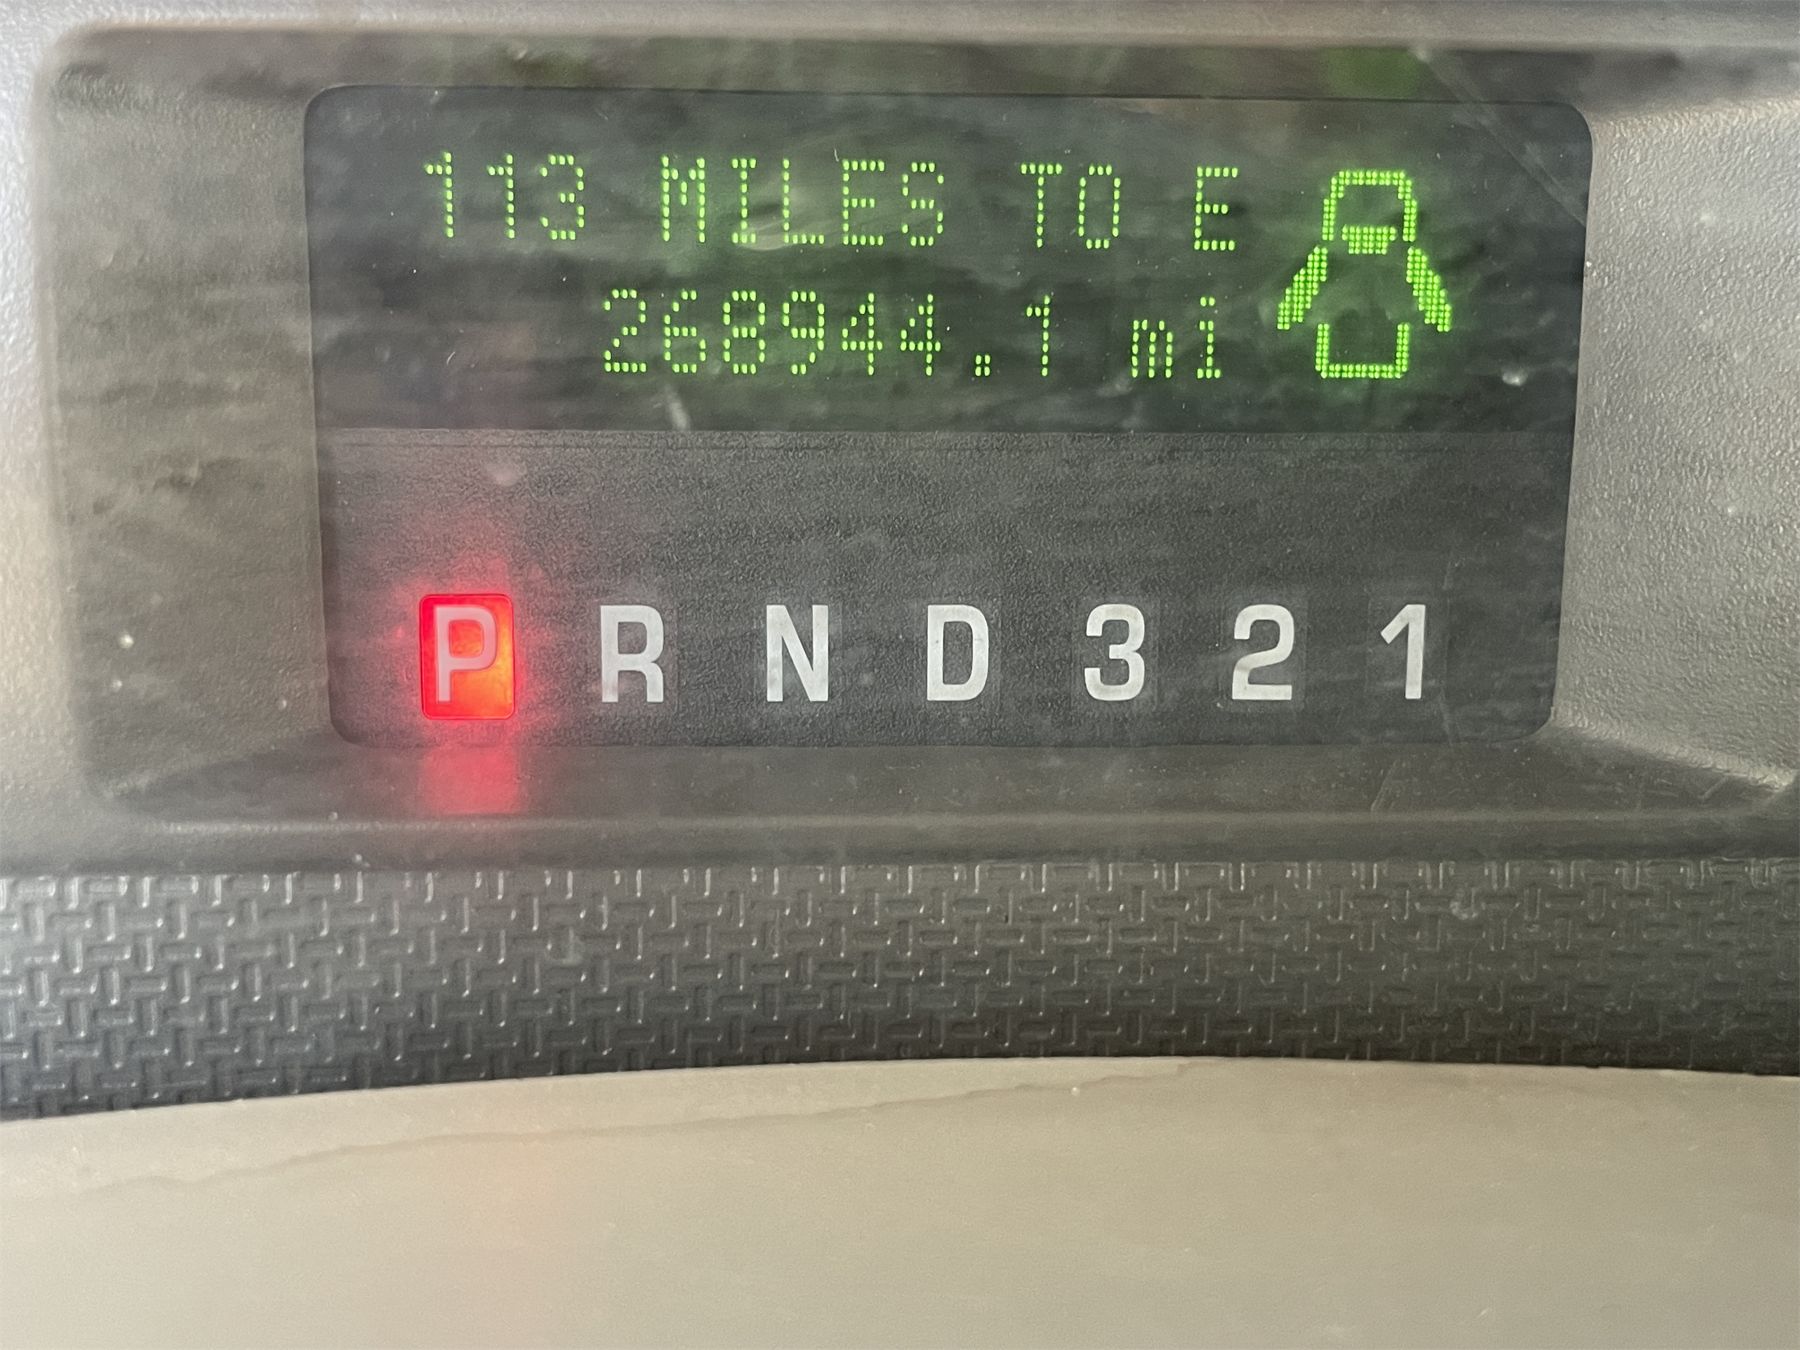 113 MILES TO E
268944.1 mi
P R N D 3 2 1